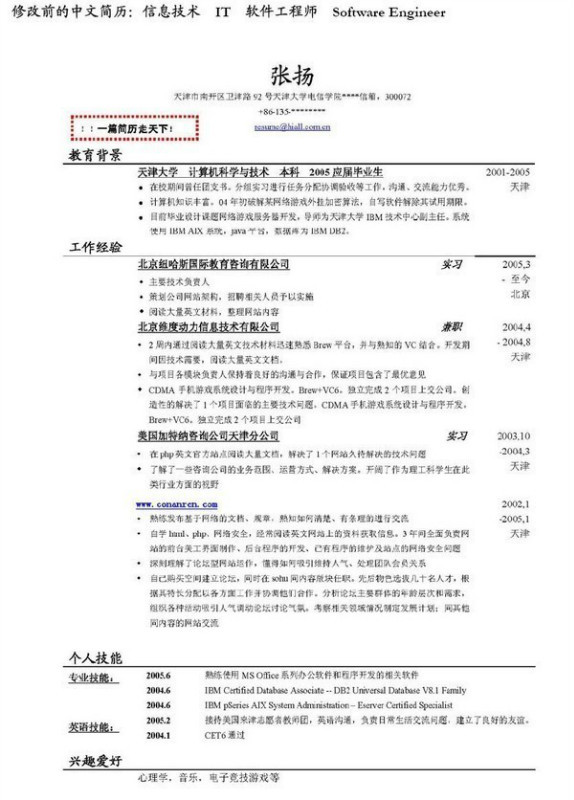 修改前的中文简历：信息技术 IT 软件工程师 Software Engineer
张扬
天津市南开区卫津路 92 号天津大学电信学院****信箱，300072
+86-135-********
resume@hiall.com.cn
！！一篇简历走天下！
教育背景
天津大学 计算机科学与技术 本科 2005 应届毕业生 2001-2005
• 在校期间曾任团支书。分组实习进行任务分配协调验收等工作，沟通、交流能力优秀。 天津
• 计算机知识丰富。04 年初破解某网络游戏外挂加密算法，自写软件解除其试用期限。
• 目前毕业设计课题网络游戏服务器开发，导师为天津大学 IBM 技术中心副主任。系统
使用 IBM AIX 系统，java 平台，数据库为 IBM DB2。
工作经验
北京纽哈斯国际教育咨询有限公司 实习 2005,3
• 主要技术负责人 - 至今
• 策划公司网站架构，招聘相关人员予以实施 北京
• 阅读大量英文材料，整理网站内容
北京维度动力信息技术有限公司 兼职 2004,4
• 2 周内通过阅读大量英文技术材料迅速熟悉 Brew 平台，并与熟知的 VC 结合。开发期 -2004,8
间因技术需要，阅读大量英文文档。 天津
• 与项目各模块负责人保持着良好的沟通与合作，保证项目包含了最优意见
• CDMA 手机游戏系统设计与程序开发。Brew+VC6。独立完成 2 个项目上交公司。创
造性的解决了 1 个项目面临的主要技术问题。CDMA 手机游戏系统设计与程序开发。
Brew+VC6。独立完成 2 个项目上交公司
美国加特纳咨询公司天津分公司 实习 2003,10
• 在 php 英文官方站点阅读大量文档，解决了 1 个网站久待解决的技术问题 -2004,3
• 了解了一些咨询公司的业务范围、运营方式、解决方案。开阔了作为理工科学生在此 天津
类行业方面的视野
www.conanren.com 2002,1
• 熟练发布基于网络的文档、规章。熟知如何清楚、有条理的进行交流 -2005,1
• 自学 html、php、网络安全，经常阅读英文网站上的资料获取信息。3 年间全面负责网 天津
站的前台美工界面制作、后台程序的开发、已有程序的维护及站点的网络安全问题
• 深刻理解了论坛型网站运作，懂得如何吸引维持人气、处理团队会员关系
• 自己购买空间建立论坛，同时在 sohu 同内容版块任职。先后物色选拔几十名人才，根
据其特长分配以各方面工作并协调他们合作。分析论坛主要群体的年龄层次和需求，
组织各种活动吸引人气调动论坛讨论气氛，考察相关领域情况制定发展计划；同其他
同内容的网站交流
个人技能
专业技能： 2005.6 熟练使用 MS Office 系列办公软件和程序开发的相关软件
2004.6 IBM Certified Database Associate -- DB2 Universal Database V8.1 Family
2004.6 IBM pSeries AIX System Administration – Eserver Certified Specialist
英语技能： 2005.2 接待美国来津志愿者教师团，英语沟通，负责日常生活交流问题。建立了良好的友谊。
2004.1 CET6 通过
兴趣爱好
心理学，音乐，电子竞技游戏等